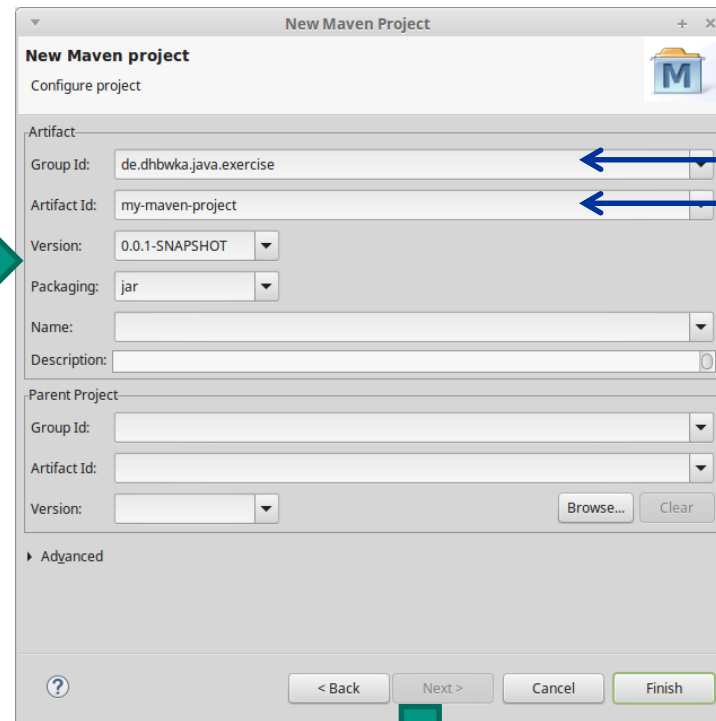 New Maven Project
New Maven project
Configure project
M
Artifact
Group Id: de.dhbwka.java.exercise
Artifact Id: my-maven-project
Version: 0.0.1-SNAPSHOT
Packaging: jar
Name:
Description:
Parent Project
Group Id:
Artifact Id:
Version: Browse... Clear
Advanced
? < Back Next > Cancel Finish